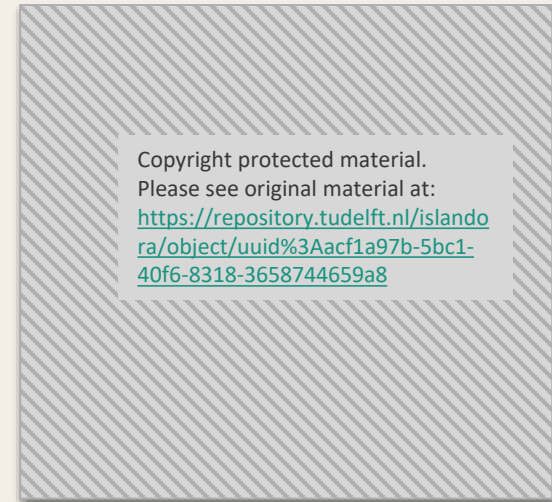 Copyright protected material.
Please see original material at:
https://repository.tudelft.nl/islando
ra/object/uuid%3Aacf1a97b-5bc1-
40f6-8318-3658744659a8